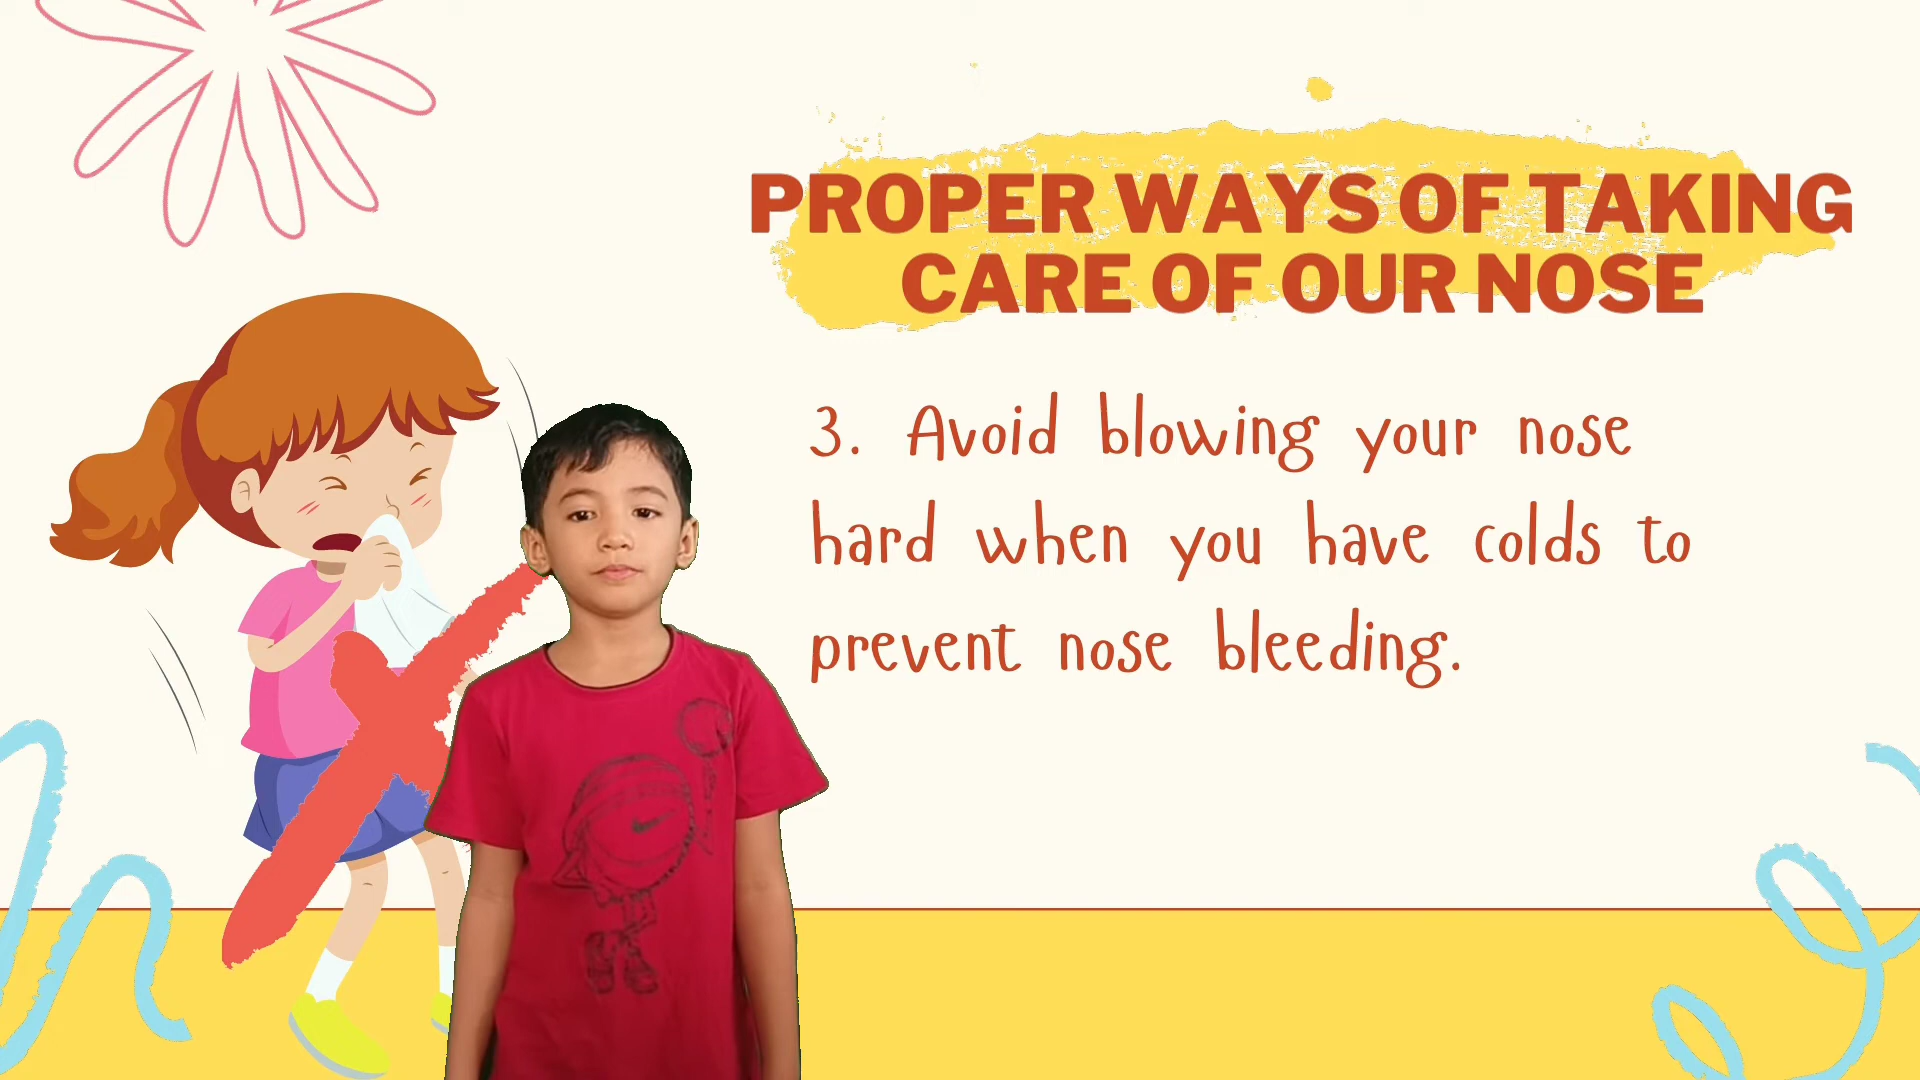 PROPER WAYS OF TAKING
CARE OF OUR NOSE
3. Avoid blowing your nose
hard when you have colds to
prevent nose bleeding.